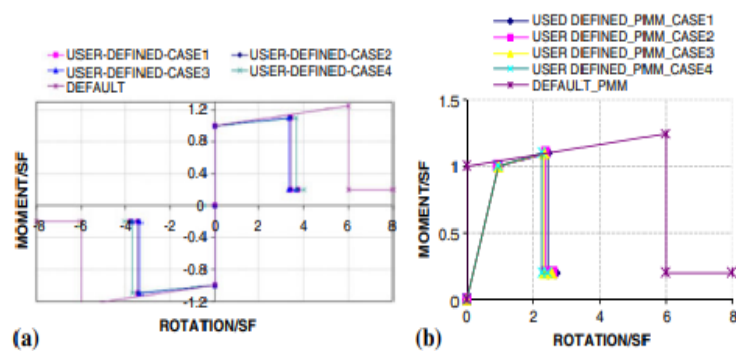 USER-DEFINED-CASE1 USER-DEFINED-CASE2
USER-DEFINED-CASE3 USER-DEFINED-CASE4
DEFAULT
MOMENT/SF
1.2
0.8
0.4
0
-0.4
-0.8
-1.2
-8 -6 -4 -2 0 2 4 6 8
(a)
ROTATION/SF
USED DEFINED_PMM_CASE1
USER DEFINED_PMM_CASE2
USER DEFINED_PMM_CASE3
USER DEFINED_PMM_CASE4
DEFAULT_PMM
MOMENT/SF
1.5
1
0.5
0
0 2 4 6 8
(b)
ROTATION/SF